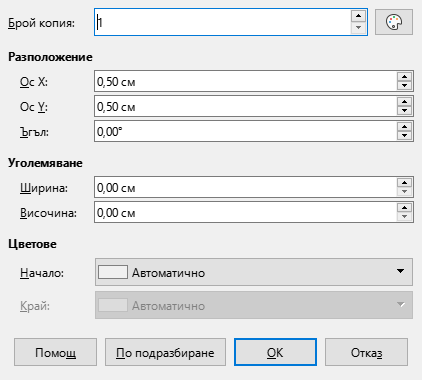 Брой копия: 1
Разположение
Ос X: 0,50 см
Ос Y: 0,50 см
Ъгъл: 0,00°
Уголемяване
Ширина: 0,00 см
Височина: 0,00 см
Цветове
Начало: Автоматично
Край: Автоматично
Помощ По подразбиране ОК Отказ